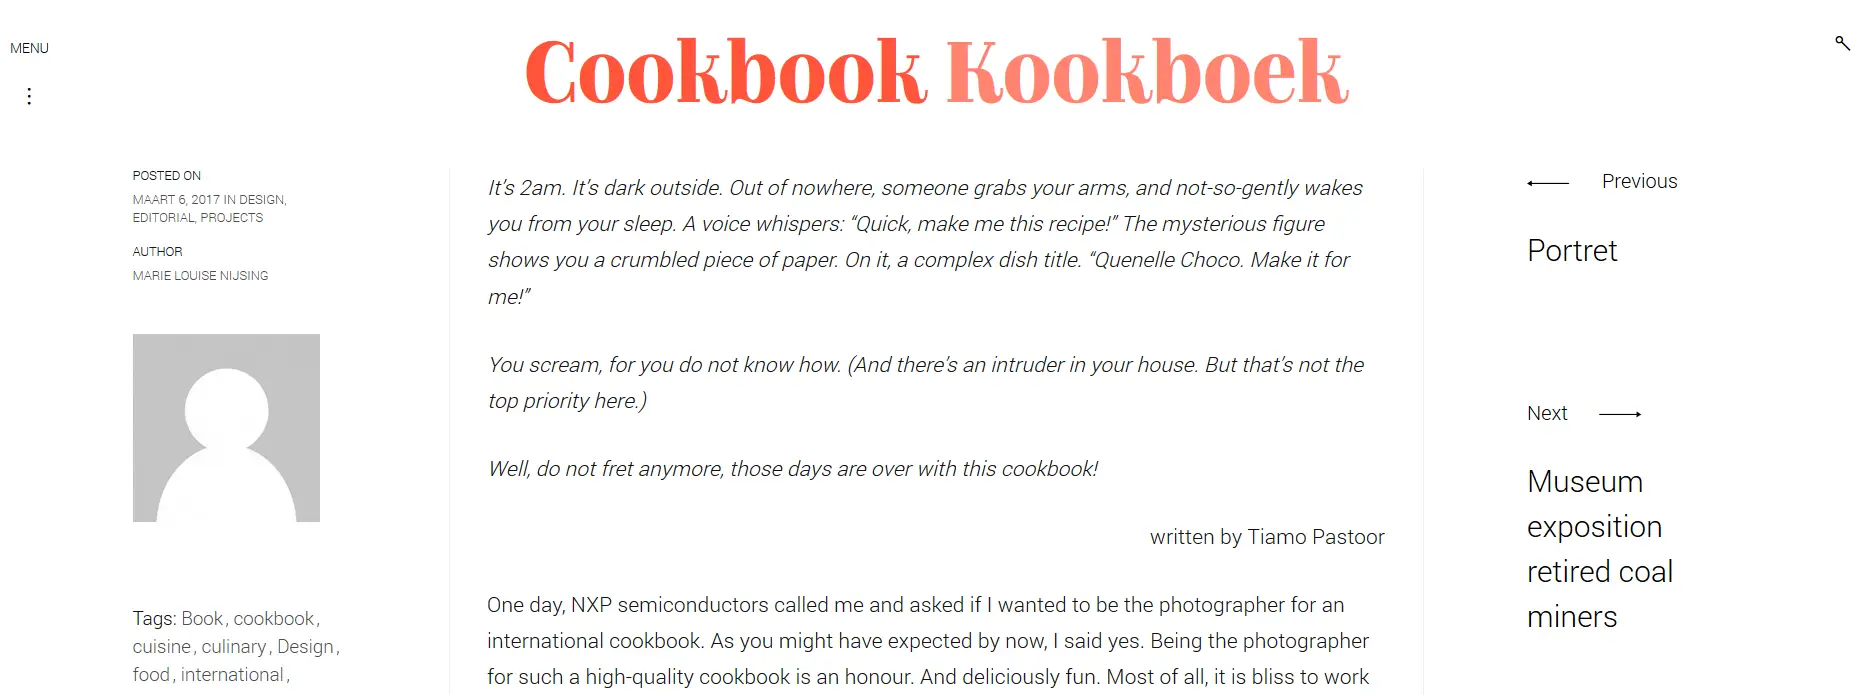 MENU
Cookbook Kookboek
POSTED ON
MAART 6, 2017 IN DESIGN,
EDITORIAL, PROJECTS
AUTHOR
MARIE LOUISE NIJSING
Tags: Book, cookbook,
cuisine, culinary, Design,
food, international,
It’s 2am. It’s dark outside. Out of nowhere, someone grabs your arms, and not-so-gently wakes
you from your sleep. A voice whispers: “Quick, make me this recipe!” The mysterious figure
shows you a crumbled piece of paper. On it, a complex dish title. “Quenelle Choco. Make it for
me!”
You scream, for you do not know how. (And there’s an intruder in your house. But that’s not the
top priority here.)
Well, do not fret anymore, those days are over with this cookbook!
written by Tiamo Pastoor
One day, NXP semiconductors called me and asked if I wanted to be the photographer for an
international cookbook. As you might have expected by now, I said yes. Being the photographer
for such a high-quality cookbook is an honour. And deliciously fun. Most of all, it is bliss to work
Previous
Portret
Next
Museum
exposition
retired coal
miners